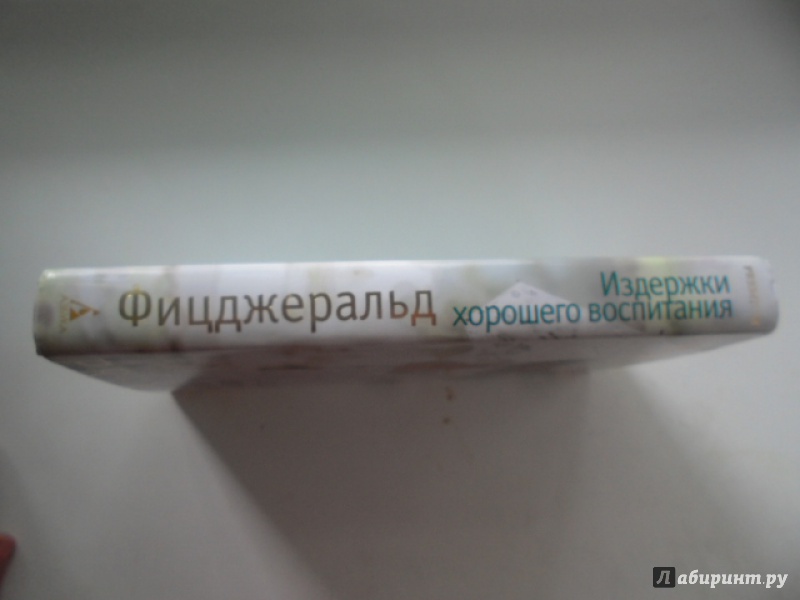 Фицджеральд
Издержки
хорошего воспитания
Лабиринт.ру